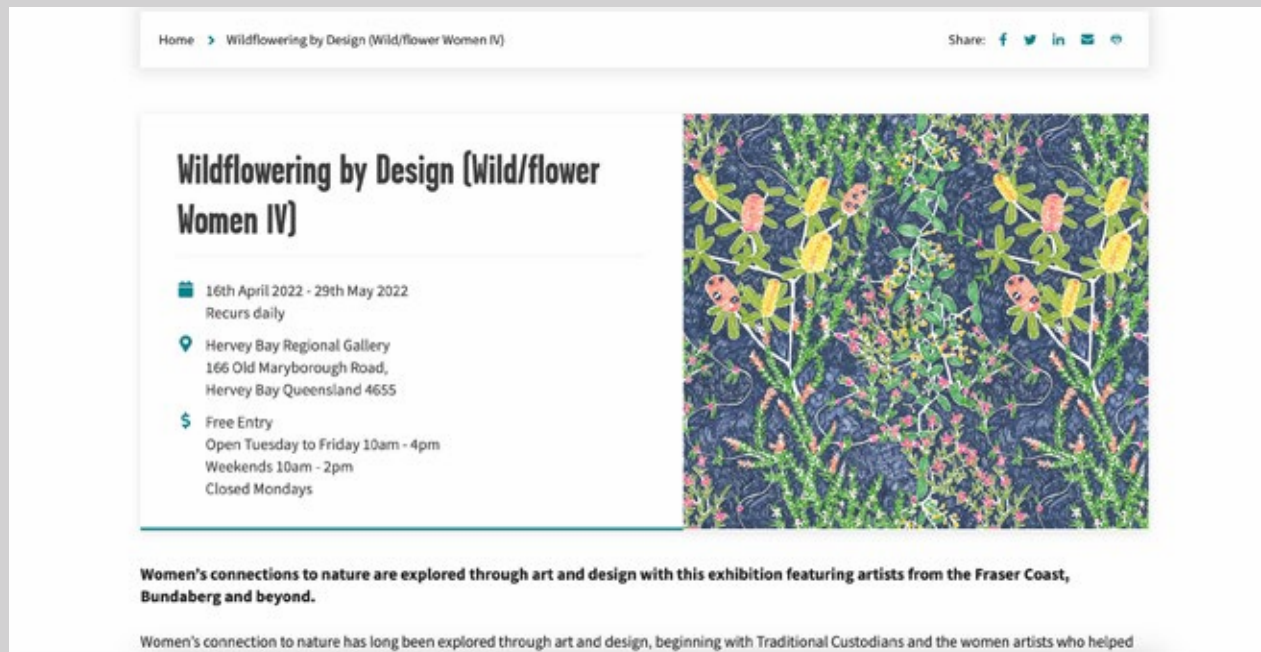 Home > Wildflowering by Design (Wild/flower Women IV)
Share:
Wildflowering by Design (Wild/flower
Women IV)
16th April 2022 - 29th May 2022
Recurs daily
Hervey Bay Regional Gallery
166 Old Maryborough Road,
Hervey Bay Queensland 4655
Free Entry
Open Tuesday to Friday 10am - 4pm
Weekends 10am - 2pm
Closed Mondays
Women's connections to nature are explored through art and design with this exhibition featuring artists from the Fraser Coast,
Bundaberg and beyond.
Women's connection to nature has long been explored through art and design, beginning with Traditional Custodians and the women artists who helped